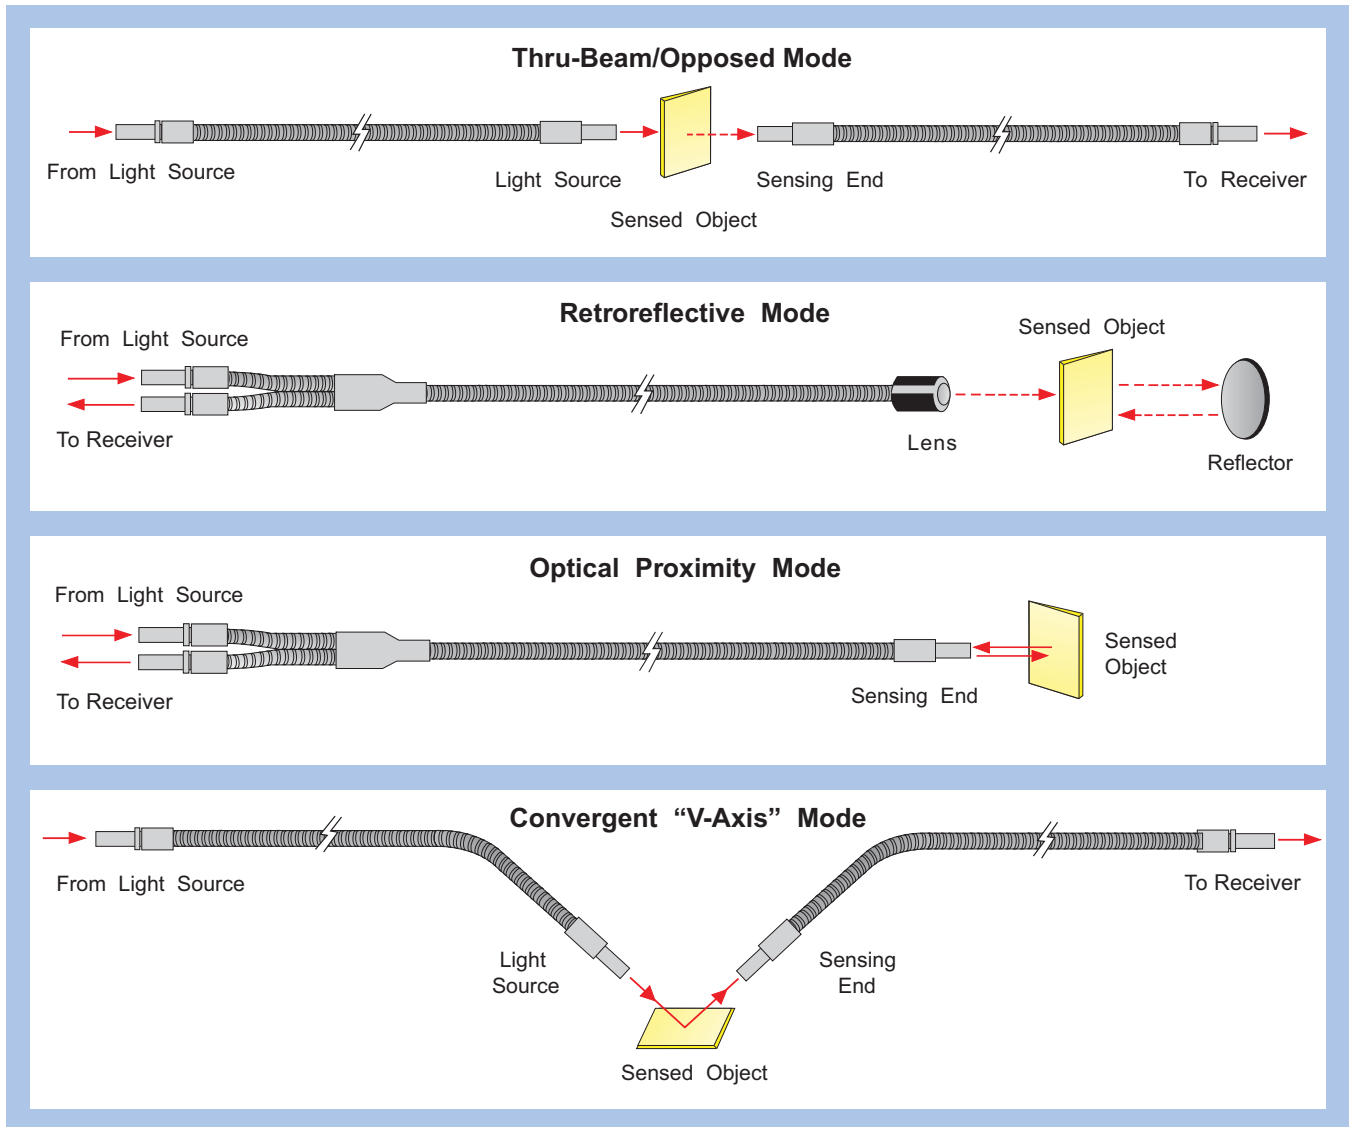 Thru-Beam/Opposed Mode
From Light Source
Light Source
Sensing End
To Receiver
Sensed Object
Retroreflective Mode
Sensed Object
From Light Source
To Receiver
Lens
Reflector
Optical Proximity Mode
From Light Source
Sensed
Object
To Receiver
Sensing End
Convergent “V-Axis” Mode
From Light Source
To Receiver
Light
Source
Sensing
End
Sensed Object